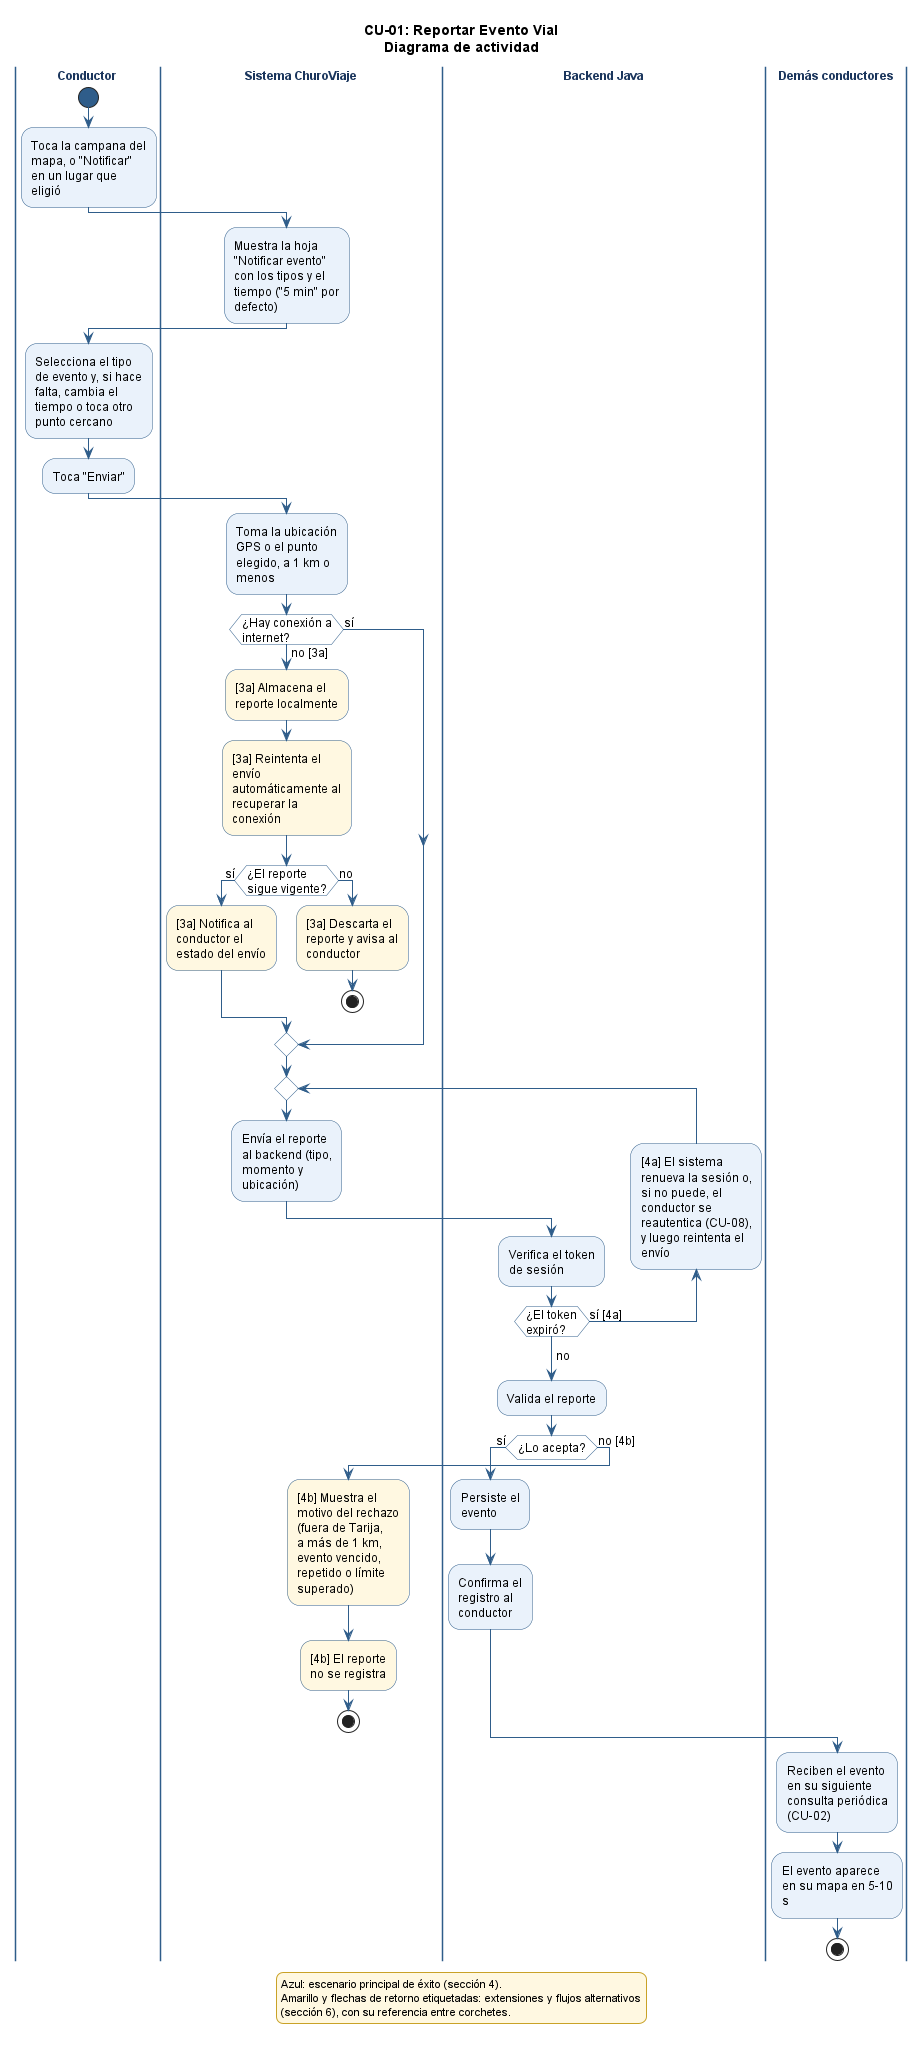 CU-01: Reportar Evento Vial
Diagrama de actividad
Conductor
Sistema ChuroViaje
Backend Java
Demás conductores
Toca la campana del
mapa, o "Notificar"
en un lugar que
eligió
Muestra la hoja
"Notificar evento"
con los tipos y el
tiempo ("5 min" por
defecto)
Selecciona el tipo
de evento y, si hace
falta, cambia el
tiempo o toca otro
punto cercano
Toca "Enviar"
Toma la ubicación
GPS o el punto
elegido, a 1 km o
menos
¿Hay conexión a
internet?
sí
no [3a]
[3a] Almacena el
reporte localmente
[3a] Reintenta el
envío
automáticamente al
recuperar la
conexión
sí
¿El reporte
sigue vigente?
no
[3a] Notifica al
conductor el
estado del envío
[3a] Descarta el
reporte y avisa al
conductor
Envía el reporte
al backend (tipo,
momento y
ubicación)
[4a] El sistema
renueva la sesión o,
si no puede, el
conductor se
reautentica (CU-08),
y luego reintenta el
envío
Verifica el token
de sesión
¿El token
expiró?
sí [4a]
no
Valida el reporte
sí
¿Lo acepta?
no [4b]
[4b] Muestra el
motivo del rechazo
(fuera de Tarija,
a más de 1 km,
evento vencido,
repetido o límite
superado)
Persiste el
evento
Confirma el
registro al
conductor
[4b] El reporte
no se registra
Reciben el evento
en su siguiente
consulta periódica
(CU-02)
El evento aparece
en su mapa en 5-10
s
Azul: escenario principal de éxito (sección 4).
Amarillo y flechas de retorno etiquetadas: extensiones y flujos alternativos
(sección 6), con su referencia entre corchetes.